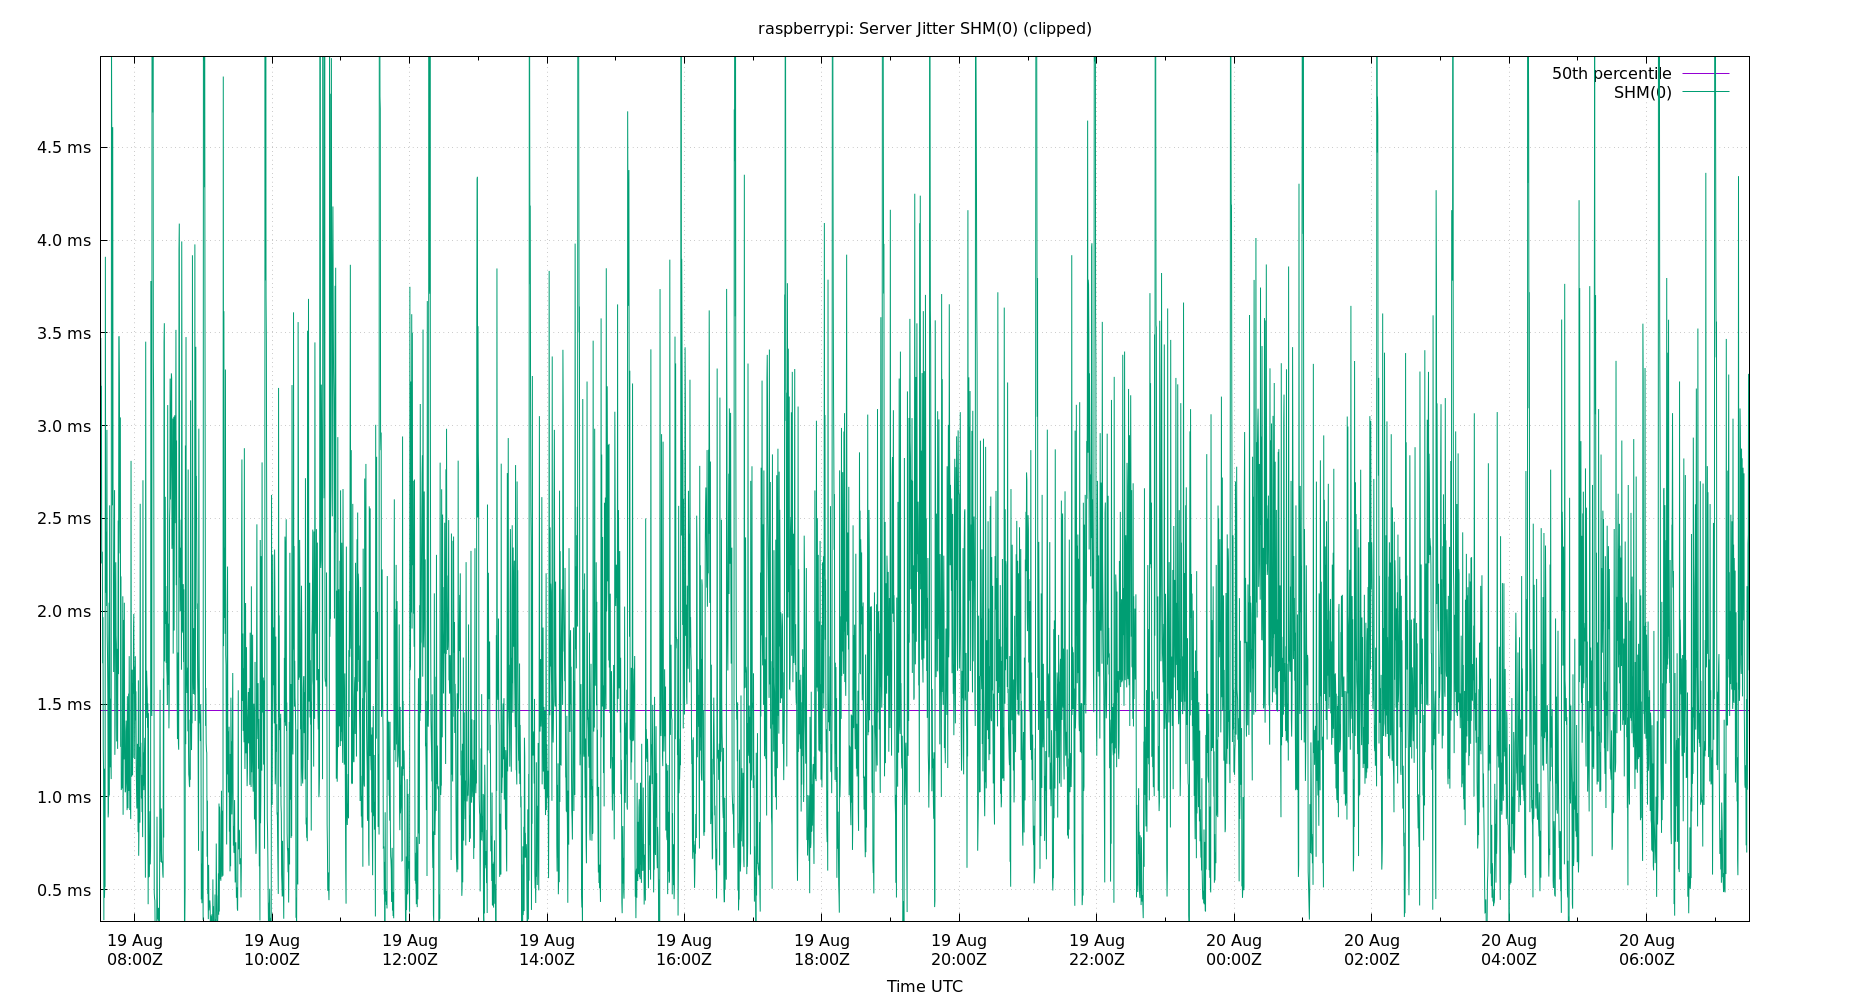 raspberrypi: Server Jitter SHM(0) (clipped)
50th percentile
SHM(0)
4.5 ms
4.0 ms
3.5 ms
3.0 ms
2.5 ms
2.0 ms
1.5 ms
1.0 ms
0.5 ms
19 Aug 19 Aug 19 Aug 19 Aug 19 Aug 19 Aug 19 Aug 19 Aug 20 Aug 20 Aug 20 Aug 20 Aug
08:00Z 10:00Z 12:00Z 14:00Z 16:00Z 18:00Z 20:00Z 22:00Z 00:00Z 02:00Z 04:00Z 06:00Z
Time UTC